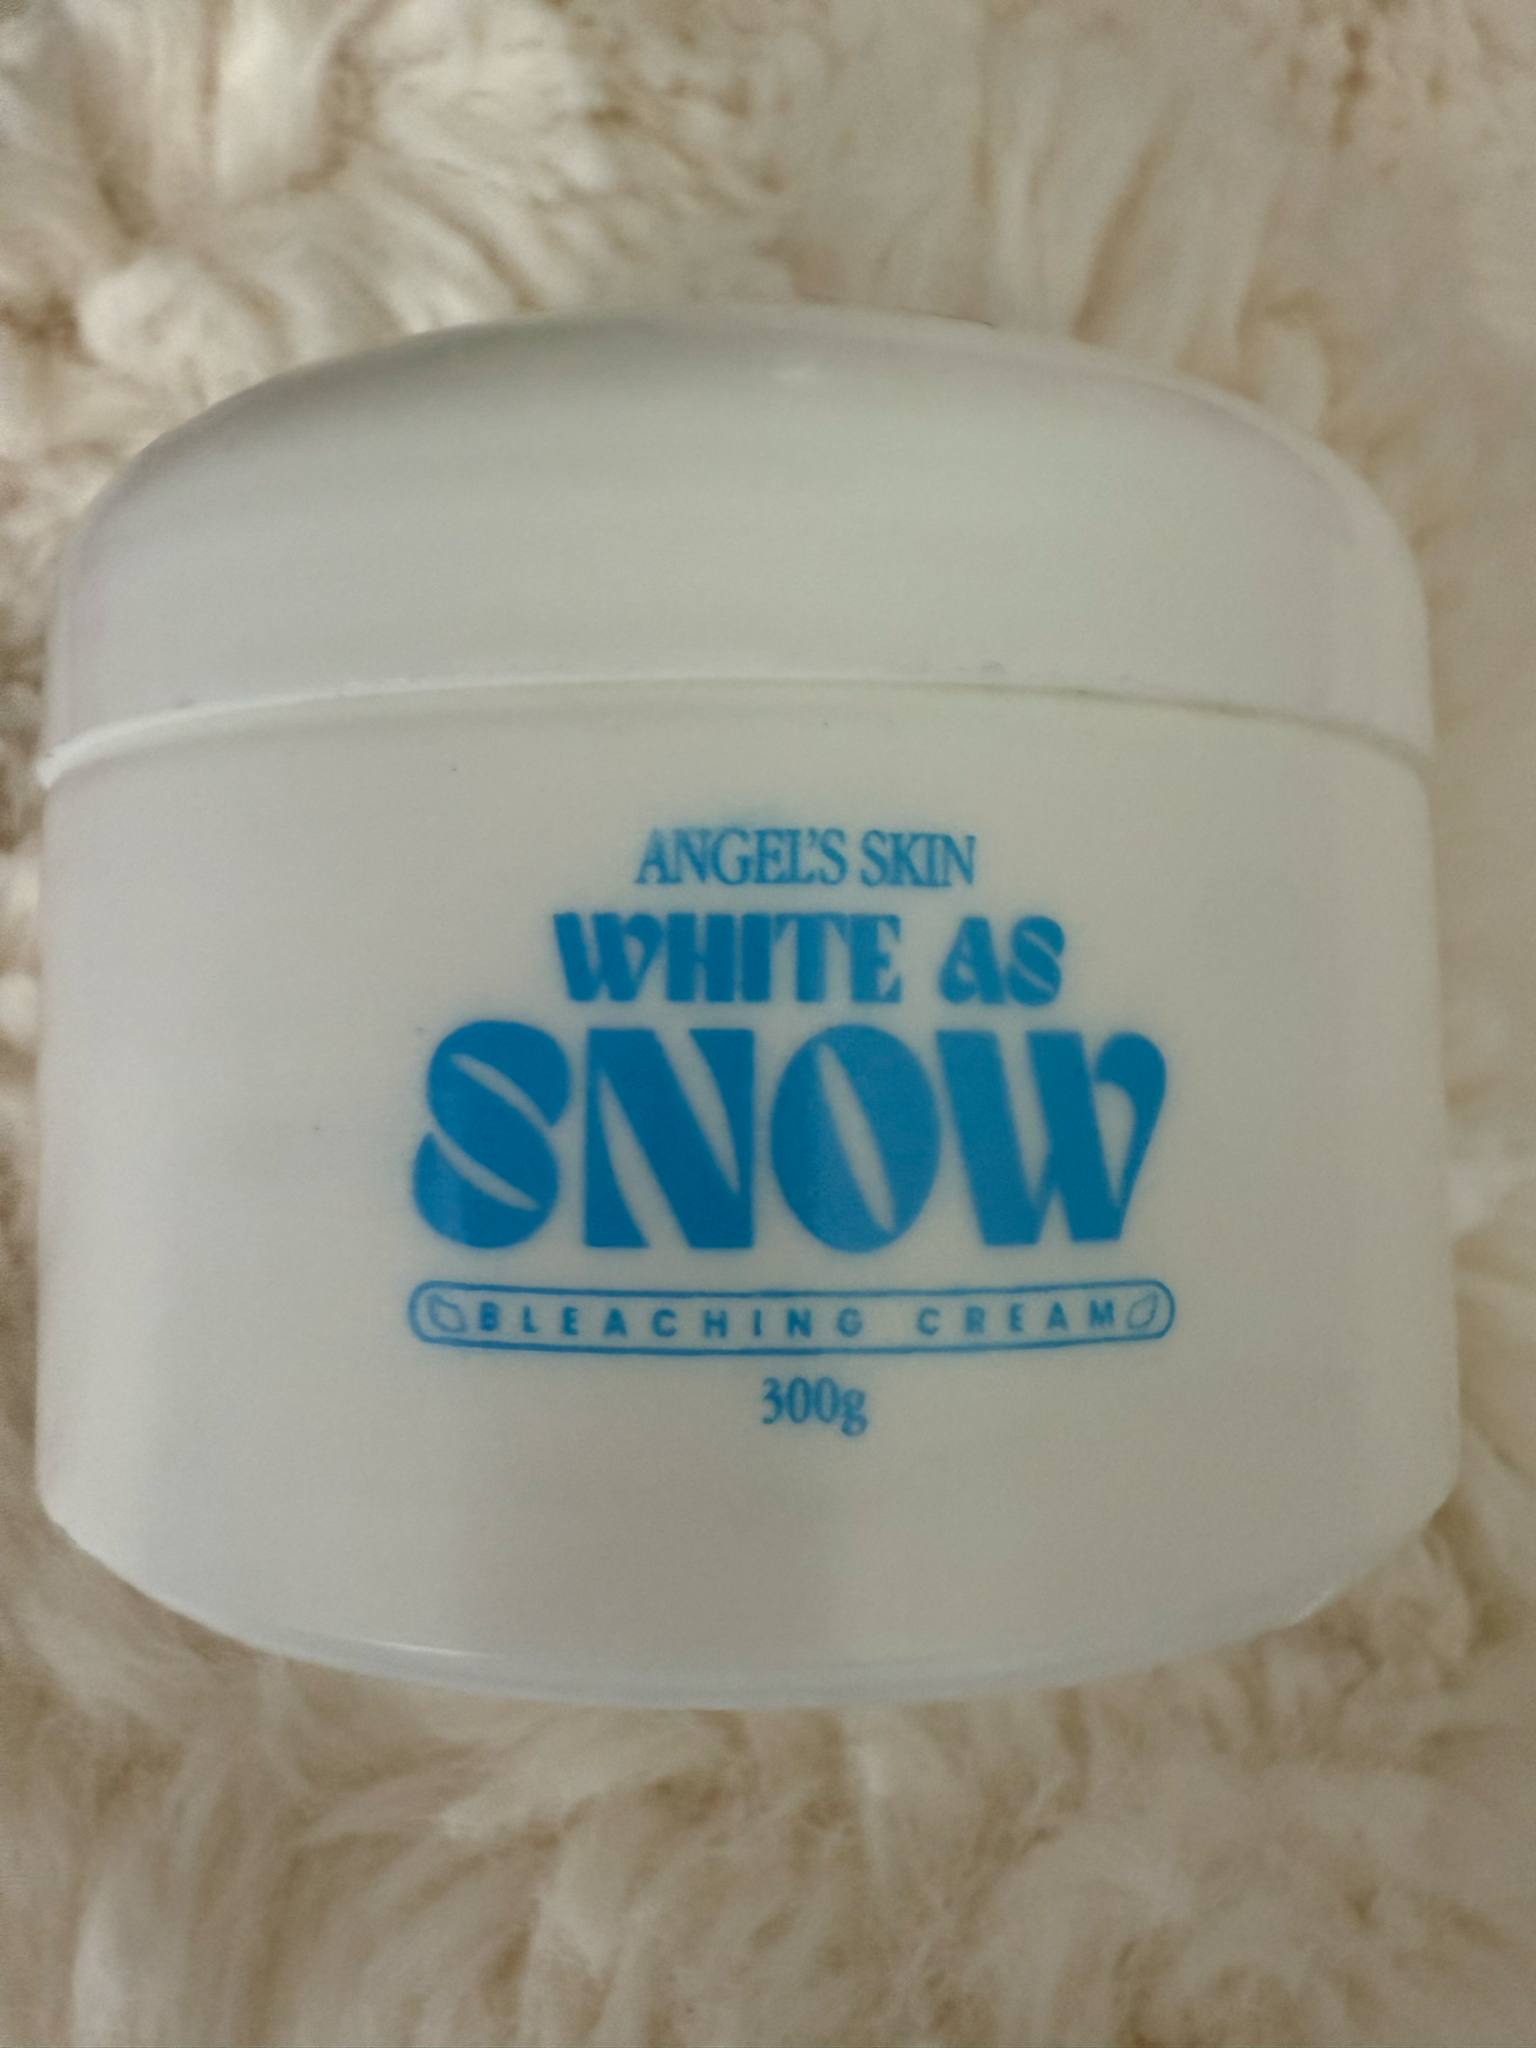 ANGEL'S SKIN
WHITE AS
SNOW
BLEACHING CREAM
300g